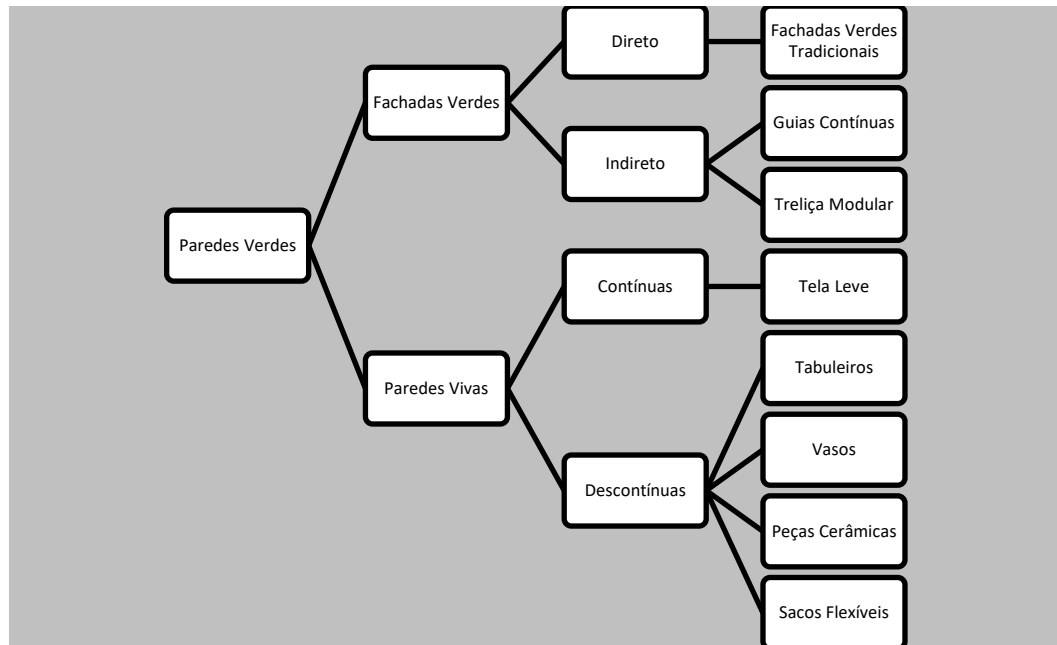 Paredes Verdes
Fachadas Verdes
Direto
Fachadas Verdes
Tradicionais
Indireto
Guias Contínuas
Treliça Modular
Paredes Vivas
Contínuas
Tela Leve
Descontínuas
Tabuleiros
Vasos
Peças Cerâmicas
Sacos Flexíveis